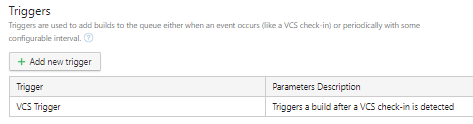 Triggers
Triggers are used to add builds to the queue either when an event occurs (like a VCS check-in) or periodically with some
configurable interval. ?
+ Add new trigger
Trigger Parameters Description
VCS Trigger Triggers a build after a VCS check-in is detected